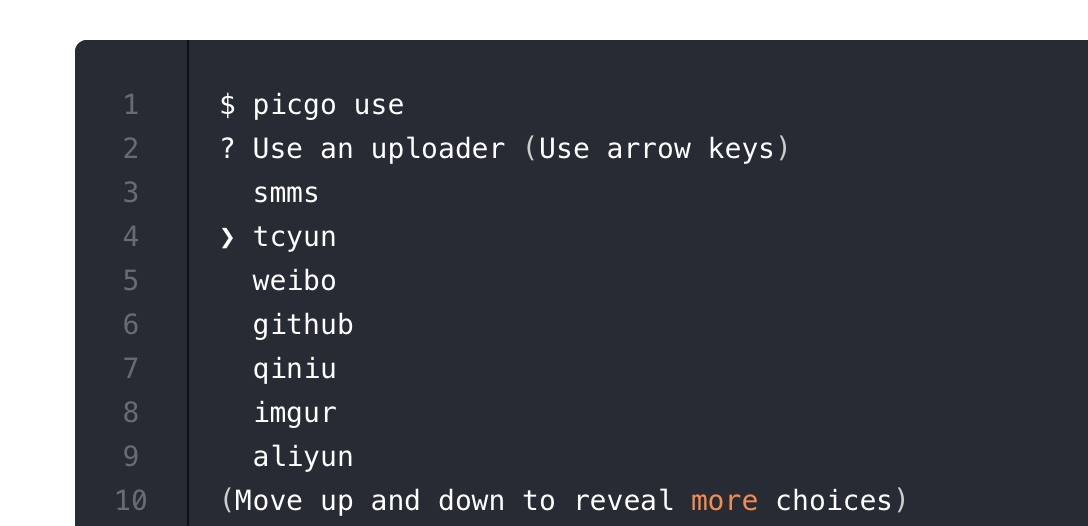 1 $ picgo use
2 ? Use an uploader (Use arrow keys)
3   smms
4 ❯ tcyun
5   weibo
6   github
7   qiniu
8   imgur
9   aliyun
10 (Move up and down to reveal more choices)